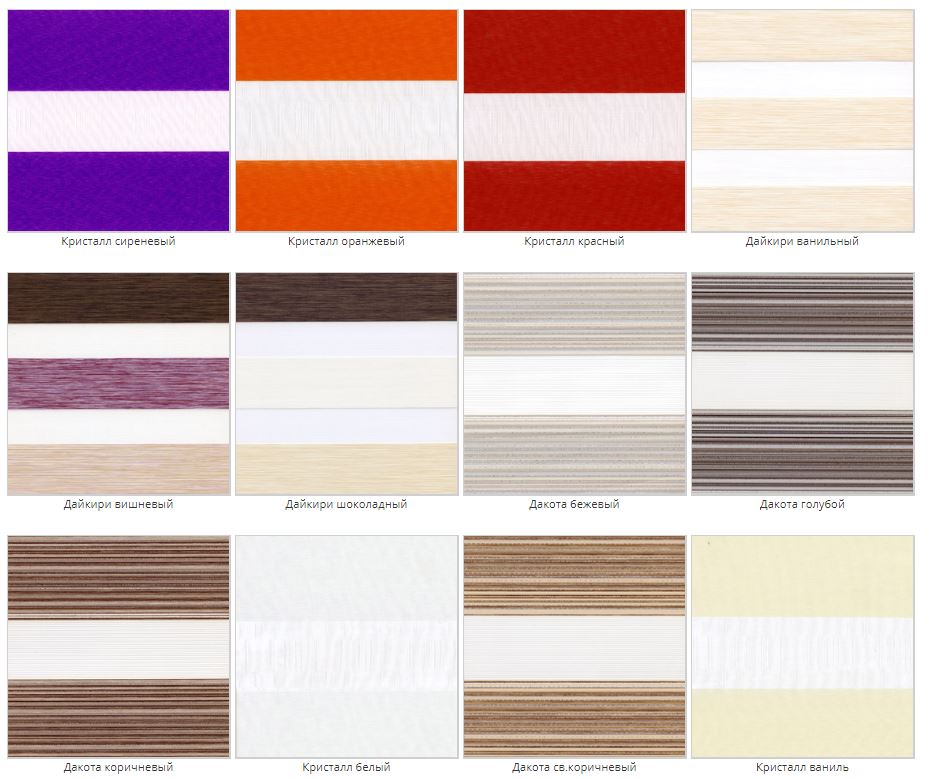 Кристалл сиреневый
Кристалл оранжевый
Кристалл красный
Дайкири ванильный
Дайкири вишневый
Дайкири шоколадный
Дакота бежевый
Дакота голубой
Дакота коричневый
Кристалл белый
Дакота св.коричневый
Кристалл ваниль